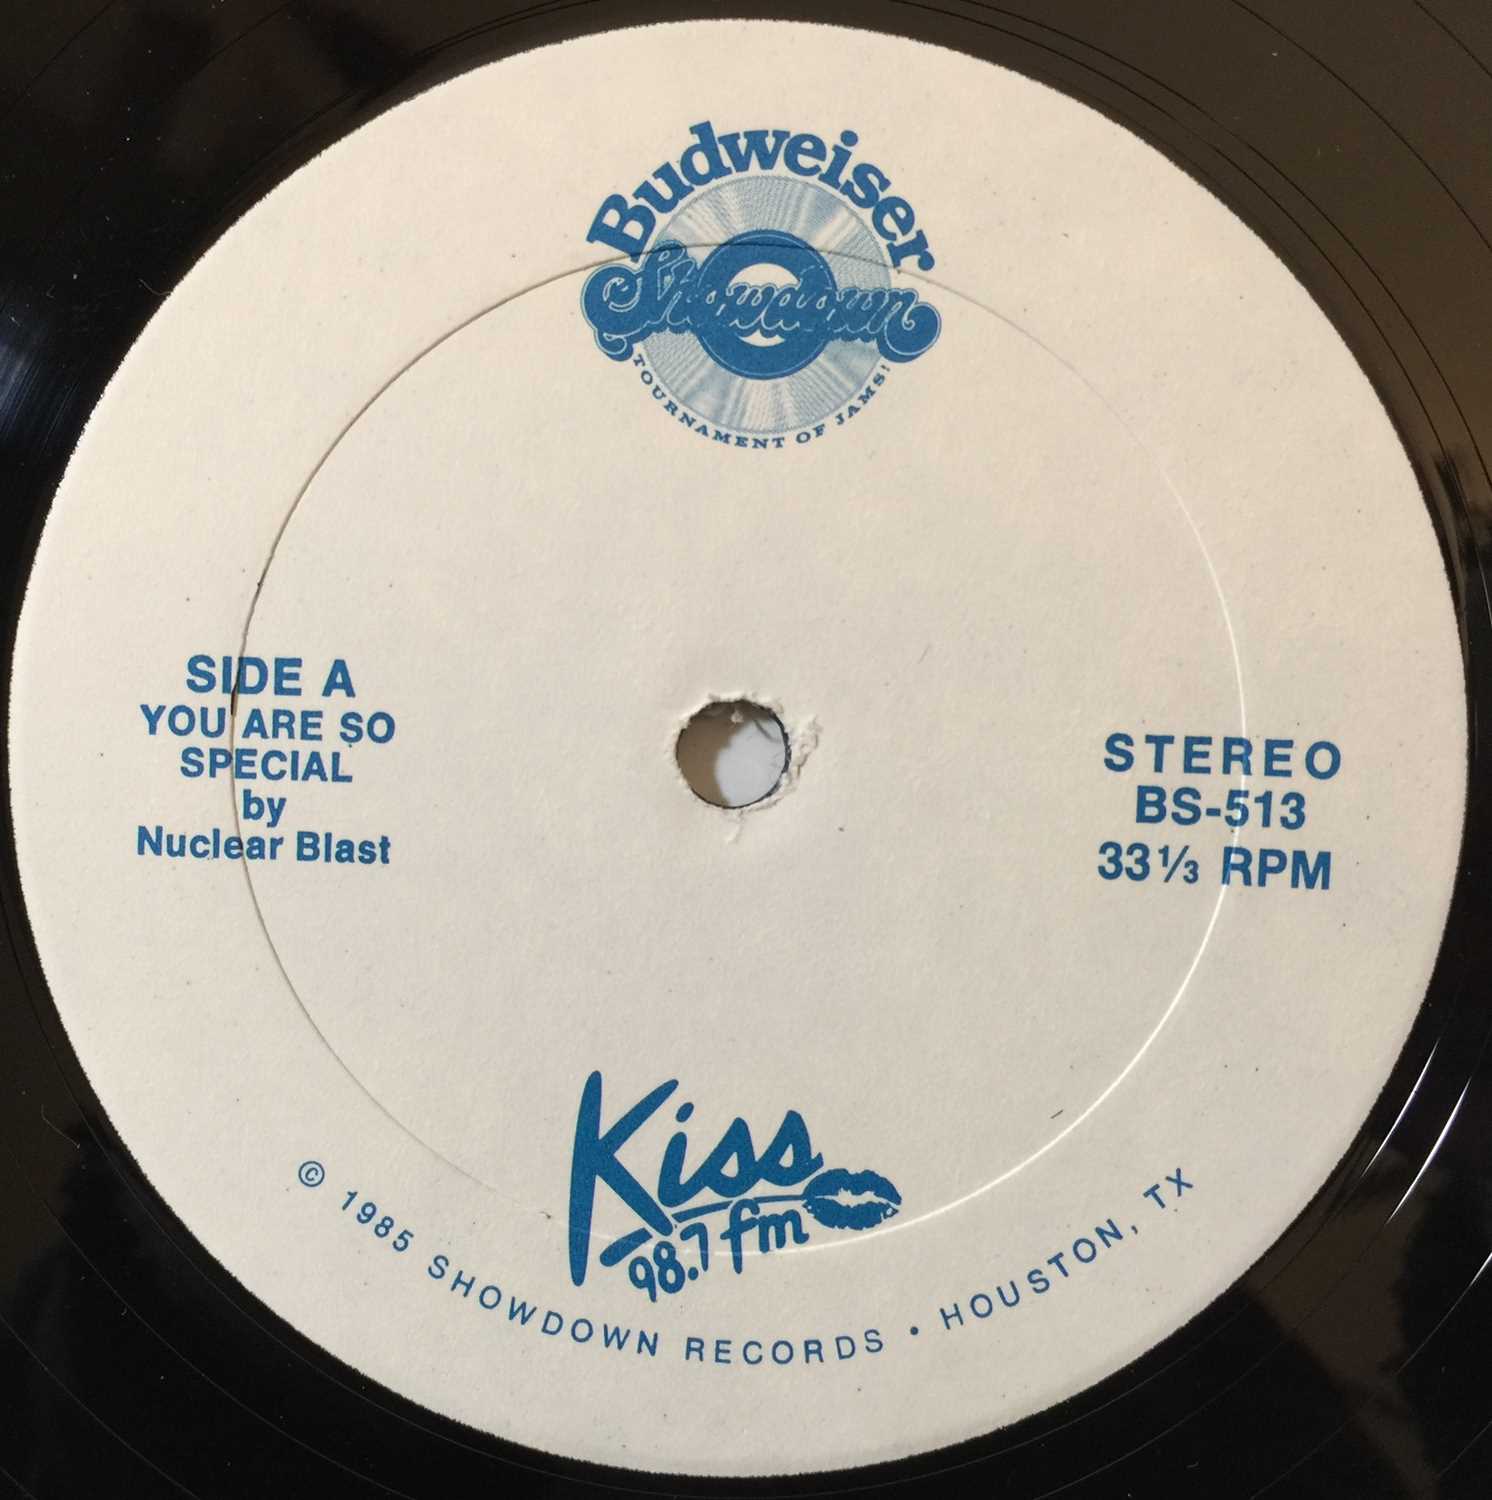 Budweiser
Showdown
TOURNAMENT OF JAMS!
SIDE A
YOU ARE SO
SPECIAL
by
Nuclear Blast
STEREO
BS-513
33⅓ RPM
Kiss
98.7 fm
© 1985 SHOWDOWN RECORDS • HOUSTON, TX